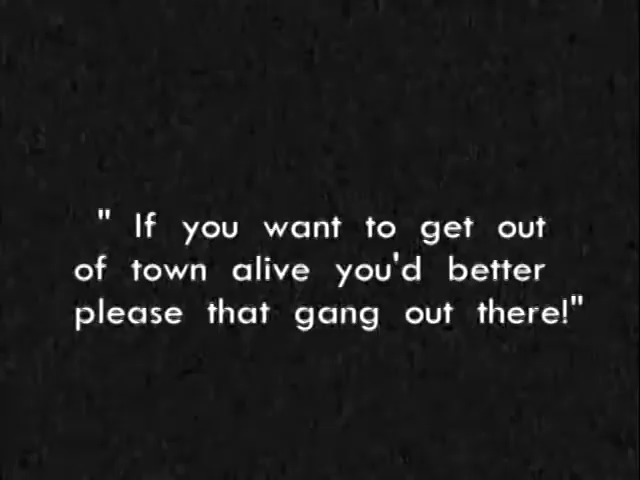 " If you want to get out
of town alive you'd better
please that gang out there!"